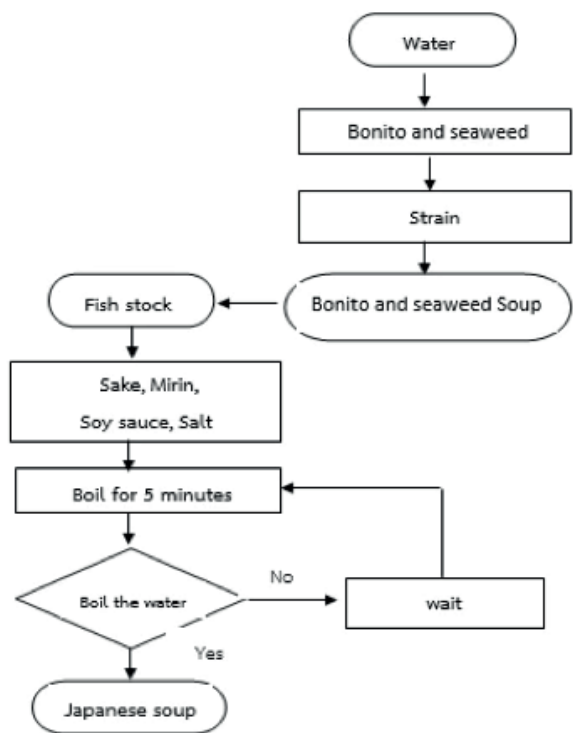 Water
Bonito and seaweed
Strain
Bonito and seaweed Soup
Fish stock
Sake, Mirin,
Soy sauce, Salt
Boil for 5 minutes
Boil the water
No
wait
Yes
Japanese soup